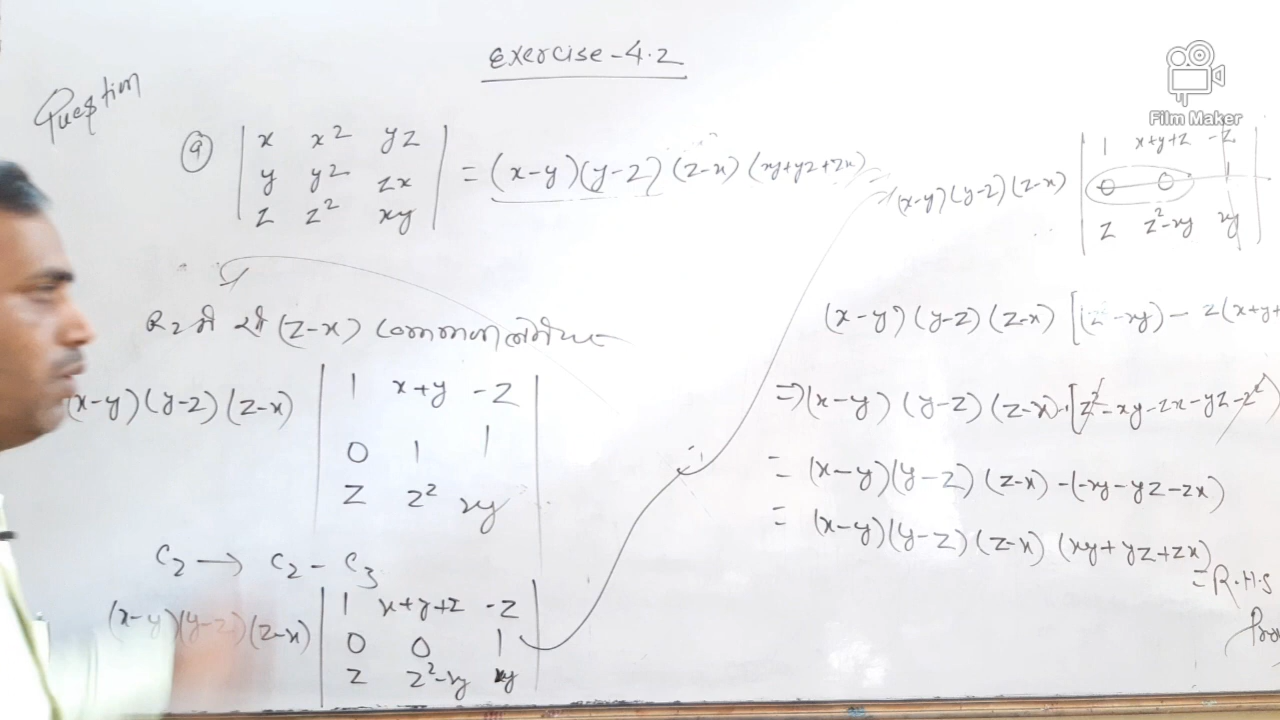 Exercise-4.2
Question
Film Maker
9 | x x² yz |
| y y² zx | = (x-y)(y-z)(z-x)(xy+yz+zx)
| z z² xy |
R2 में से (z-x) common
(x-y)(y-z)(z-x) | 1 x+y -z |
| 0 1 1 |
| z z² xy |
C₂ → C₂ - C₃
(x-y)(y-z)(z-x) | 1 x+y+z -z |
| 0 0 1 |
| z z²-xy xy |
| 1 x+y+z -z |
(x-y)(y-z)(z-x) | 0 0 1 |
| z z²-xy xy |
(x-y)(y-z)(z-x) [(z²-xy) - z(x+y+
⇒ (x-y)(y-z)(z-x)·[z²-xy-zx-yz-z²)
= (x-y)(y-z)(z-x) -(-xy-yz-zx)
= (x-y)(y-z)(z-x) (xy+yz+zx)
= R.H.S